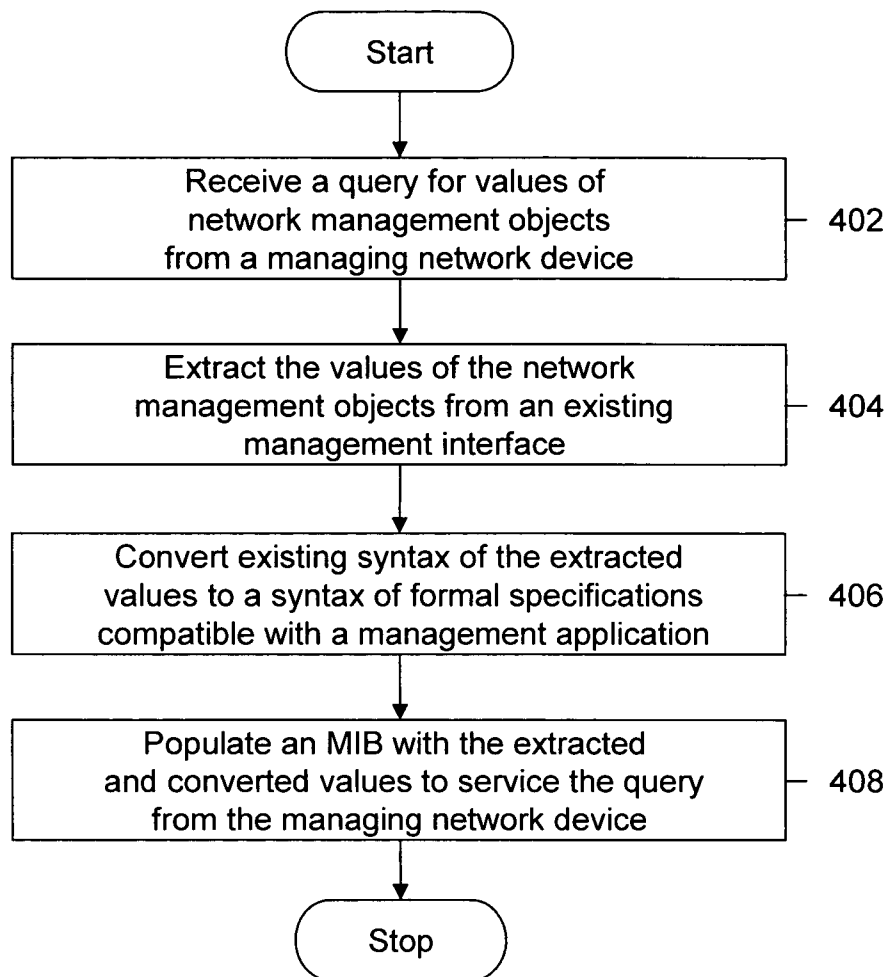 Start
Receive a query for values of
network management objects
from a managing network device
402
Extract the values of the network
management objects from an existing
management interface
404
Convert existing syntax of the extracted
values to a syntax of formal specifications
compatible with a management application
406
Populate an MIB with the extracted
and converted values to service the query
from the managing network device
408
Stop